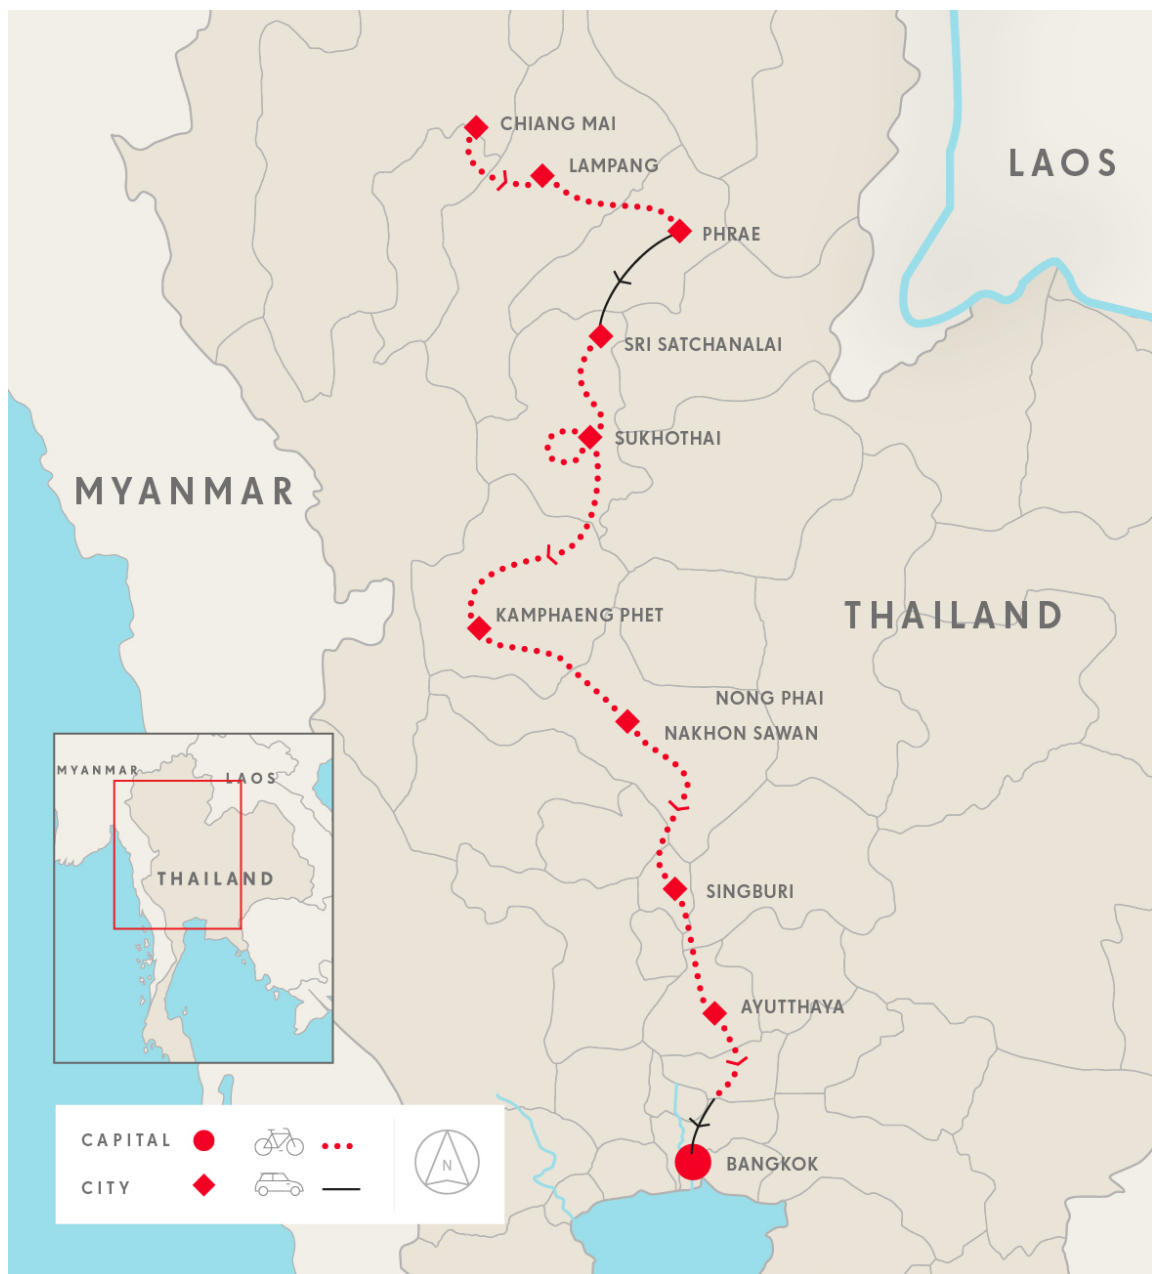 CHIANG MAI
LAOS
LAMPANG
PHRAE
SRI SATCHANALAI
SUKHOTHAI
MYANMAR
KAMPHAENG PHET
THAILAND
NONG PHAI
NAKHON SAWAN
MYANMAR
LAOS
THAILAND
SINGBURI
AYUTTHAYA
CAPITAL
CITY
N
BANGKOK